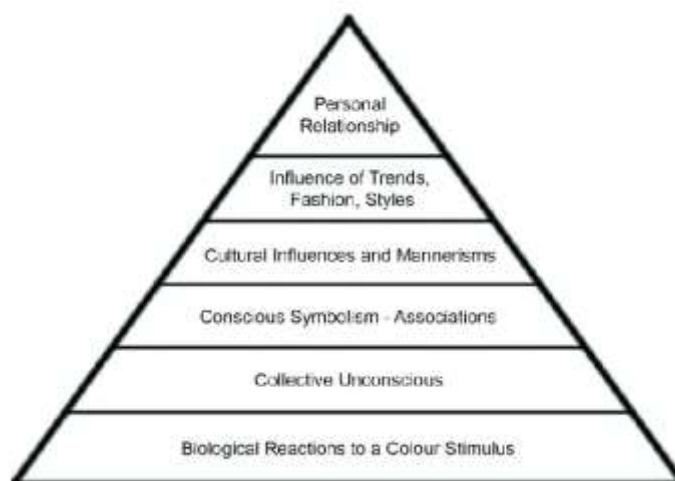 Personal
Relationship
Influence of Trends,
Fashion, Styles
Cultural Influences and Mannerisms
Conscious Symbolism - Associations
Collective Unconscious
Biological Reactions to a Colour Stimulus